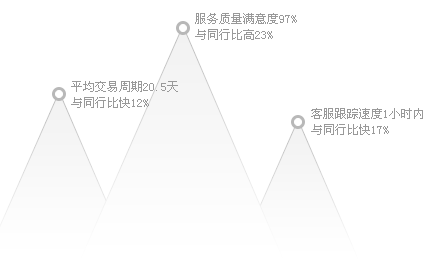 服务质量满意度97%
与同行比高23%
平均交易周期20.5天
与同行比快12%
客服跟踪速度1小时内
与同行比快17%